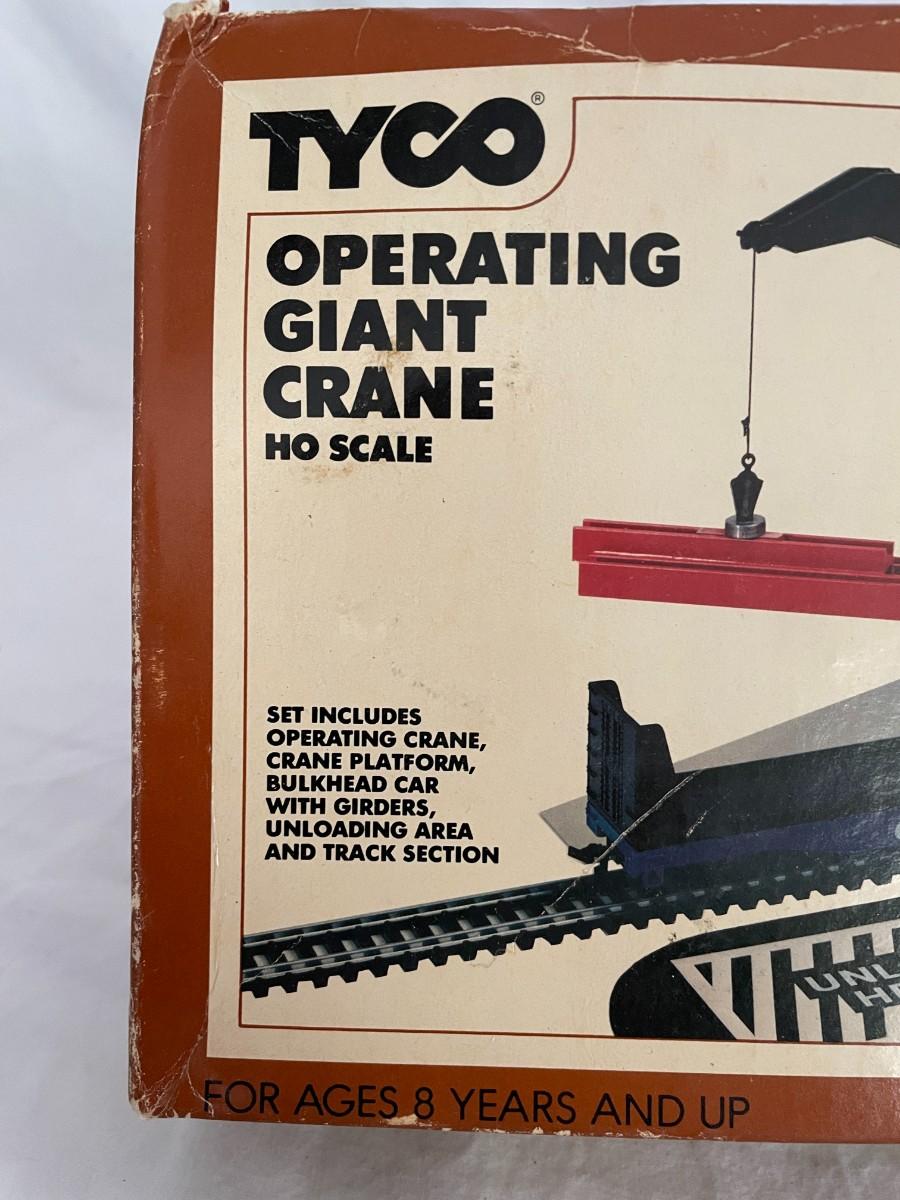 TYCO®
OPERATING
GIANT
CRANE
HO SCALE
SET INCLUDES
OPERATING CRANE,
CRANE PLATFORM,
BULKHEAD CAR
WITH GIRDERS,
UNLOADING AREA
AND TRACK SECTION
FOR AGES 8 YEARS AND UP